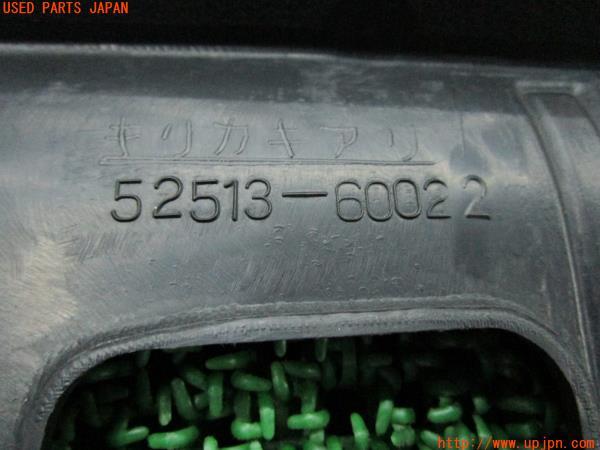 USED PARTS JAPAN
キリカキアリ
52513-60022
http://www.upjpn.com